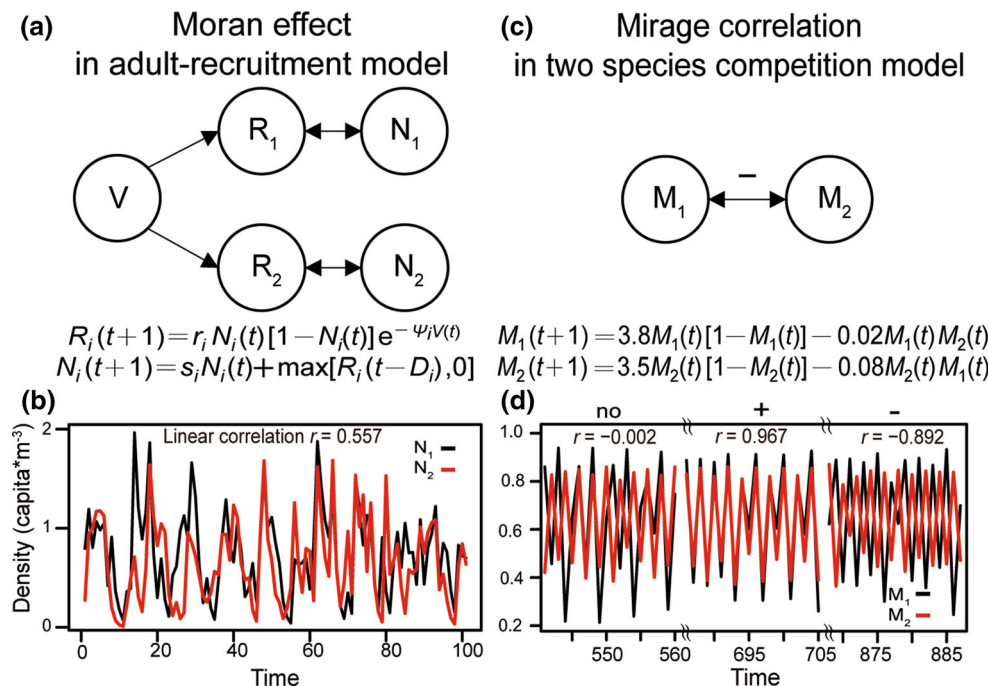 (a) Moran effect
in adult-recruitment model
V
R₁ N₁
R₂ N₂
Rᵢ(t+1)=rᵢNᵢ(t)[1−Nᵢ(t)]e^−ΨᵢV(t)
Nᵢ(t+1)=sᵢNᵢ(t)+max[Rᵢ(t−Dᵢ),0]
(b)
Linear correlation r = 0.557
N₁
N₂
Density (capita*m⁻³)
2
1
0
0 20 40 60 80 100
Time
(c) Mirage correlation
in two species competition model
−
M₁ M₂
M₁(t+1)=3.8M₁(t)[1−M₁(t)]−0.02M₁(t)M₂(t)
M₂(t+1)=3.5M₂(t)[1−M₂(t)]−0.08M₂(t)M₁(t)
(d)
no + −
r = −0.002 r = 0.967 r = −0.892
1.0
0.8
0.6
0.4
0.2
M₁
M₂
550 560 695 705 875 885
Time